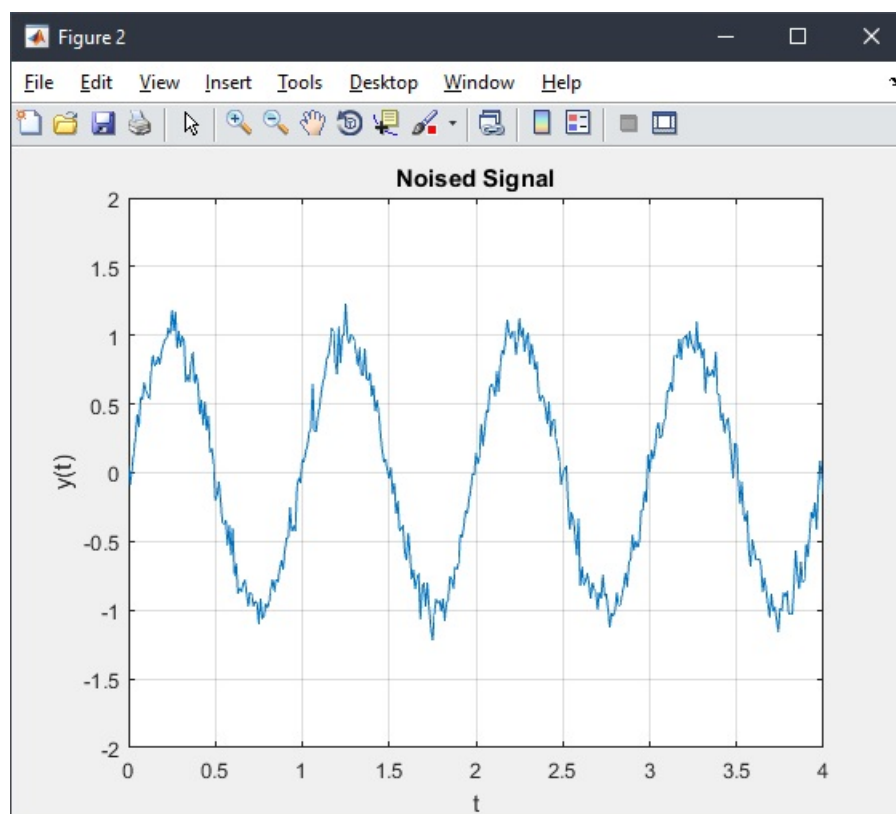 Figure 2
File Edit View Insert Tools Desktop Window Help
Noised Signal
2
1.5
1
0.5
0
-0.5
-1
-1.5
-2
y(t)
0 0.5 1 1.5 2 2.5 3 3.5 4
t